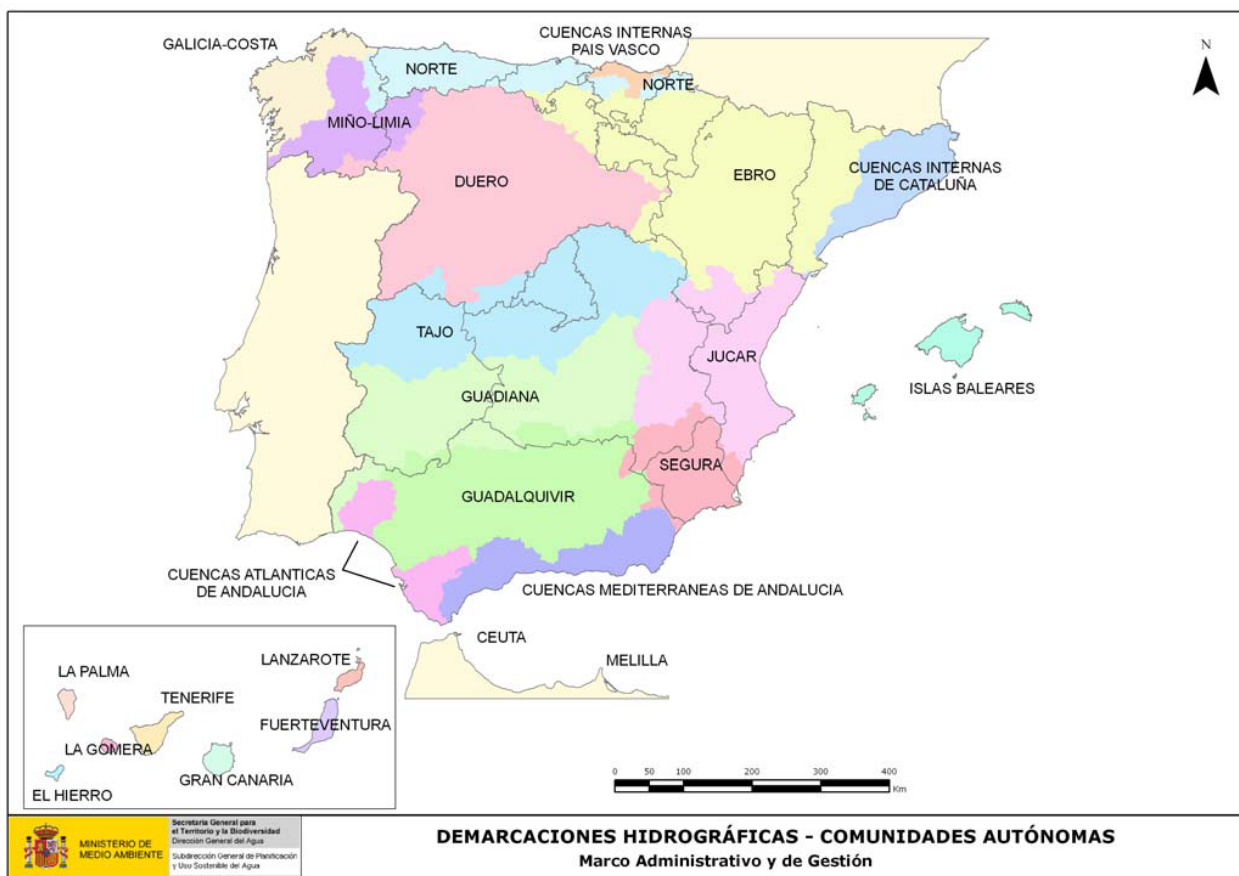 CUENCAS INTERNAS
PAIS VASCO
GALICIA-COSTA
NORTE
NORTE
N
MIÑO-LIMIA
DUERO
EBRO
CUENCAS INTERNAS
DE CATALUÑA
TAJO
JUCAR
ISLAS BALEARES
GUADIANA
SEGURA
GUADALQUIVIR
CUENCAS ATLANTICAS
DE ANDALUCIA
CUENCAS MEDITERRANEAS DE ANDALUCIA
CEUTA
MELILLA
LANZAROTE
LA PALMA
TENERIFE
FUERTEVENTURA
LA GOMERA
GRAN CANARIA
EL HIERRO
0 50 100 200 300 400
Km
MINISTERIO DE
MEDIO AMBIENTE
Secretaría General para
el Territorio y la Biodiversidad
Dirección General del Agua
Subdirección General de Planificación
y Uso Sostenible del Agua
DEMARCACIONES HIDROGRÁFICAS - COMUNIDADES AUTÓNOMAS
Marco Administrativo y de Gestión